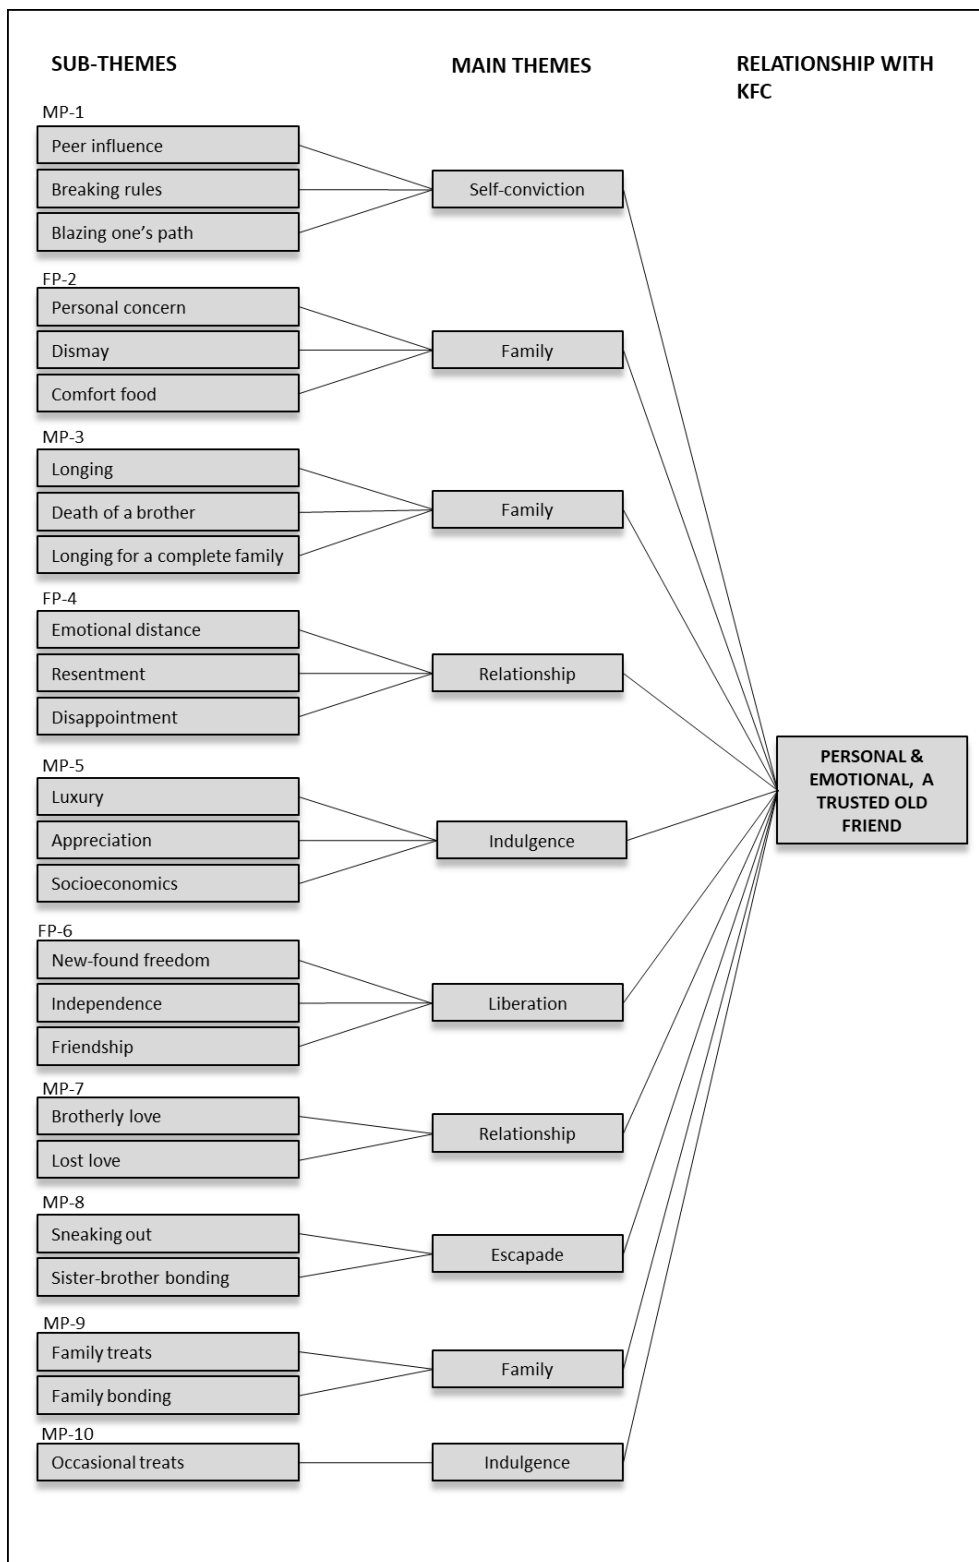 SUB-THEMES
MAIN THEMES
RELATIONSHIP WITH
KFC
MP-1
Peer influence
Breaking rules
Blazing one's path
Self-conviction
FP-2
Personal concern
Dismay
Comfort food
Family
MP-3
Longing
Death of a brother
Longing for a complete family
Family
FP-4
Emotional distance
Resentment
Disappointment
Relationship
MP-5
Luxury
Appreciation
Socioeconomics
Indulgence
FP-6
New-found freedom
Independence
Friendship
Liberation
MP-7
Brotherly love
Lost love
Relationship
MP-8
Sneaking out
Sister-brother bonding
Escapade
MP-9
Family treats
Family bonding
Family
MP-10
Occasional treats
Indulgence
PERSONAL &
EMOTIONAL, A
TRUSTED OLD
FRIEND